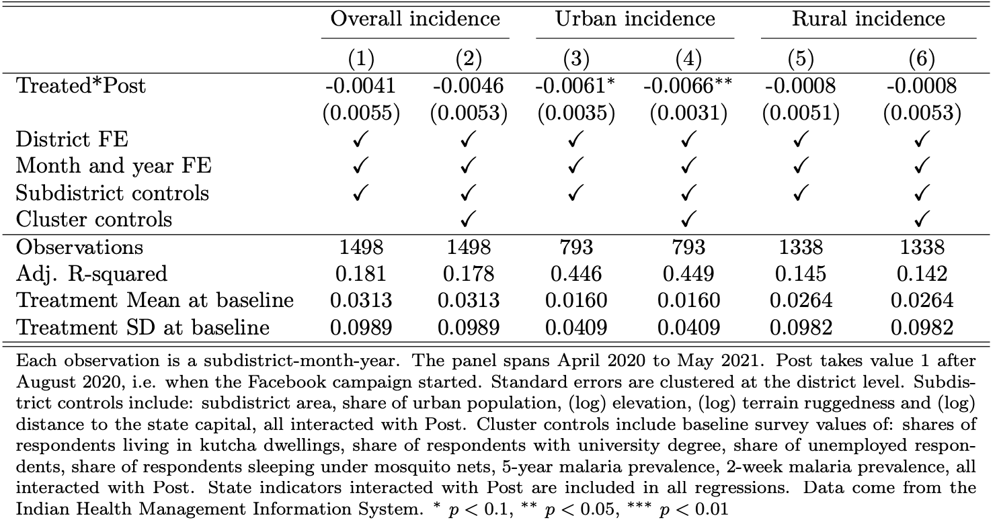 Overall incidence Urban incidence Rural incidence
(1) (2) (3) (4) (5) (6)
Treated*Post -0.0041 -0.0046 -0.0061* -0.0066** -0.0008 -0.0008
(0.0055) (0.0053) (0.0035) (0.0031) (0.0051) (0.0053)
District FE ✓ ✓ ✓ ✓ ✓ ✓
Month and year FE ✓ ✓ ✓ ✓ ✓ ✓
Subdistrict controls ✓ ✓ ✓ ✓ ✓ ✓
Cluster controls ✓ ✓ ✓
Observations 1498 1498 793 793 1338 1338
Adj. R-squared 0.181 0.178 0.446 0.449 0.145 0.142
Treatment Mean at baseline 0.0313 0.0313 0.0160 0.0160 0.0264 0.0264
Treatment SD at baseline 0.0989 0.0989 0.0409 0.0409 0.0982 0.0982
Each observation is a subdistrict-month-year. The panel spans April 2020 to May 2021. Post takes value 1 after
August 2020, i.e. when the Facebook campaign started. Standard errors are clustered at the district level. Subdis-
trict controls include: subdistrict area, share of urban population, (log) elevation, (log) terrain ruggedness and (log)
distance to the state capital, all interacted with Post. Cluster controls include baseline survey values of: shares of
respondents living in kutcha dwellings, share of respondents with university degree, share of unemployed respon-
dents, share of respondents sleeping under mosquito nets, 5-year malaria prevalence, 2-week malaria prevalence, all
interacted with Post. State indicators interacted with Post are included in all regressions. Data come from the
Indian Health Management Information System. * p < 0.1, ** p < 0.05, *** p < 0.01